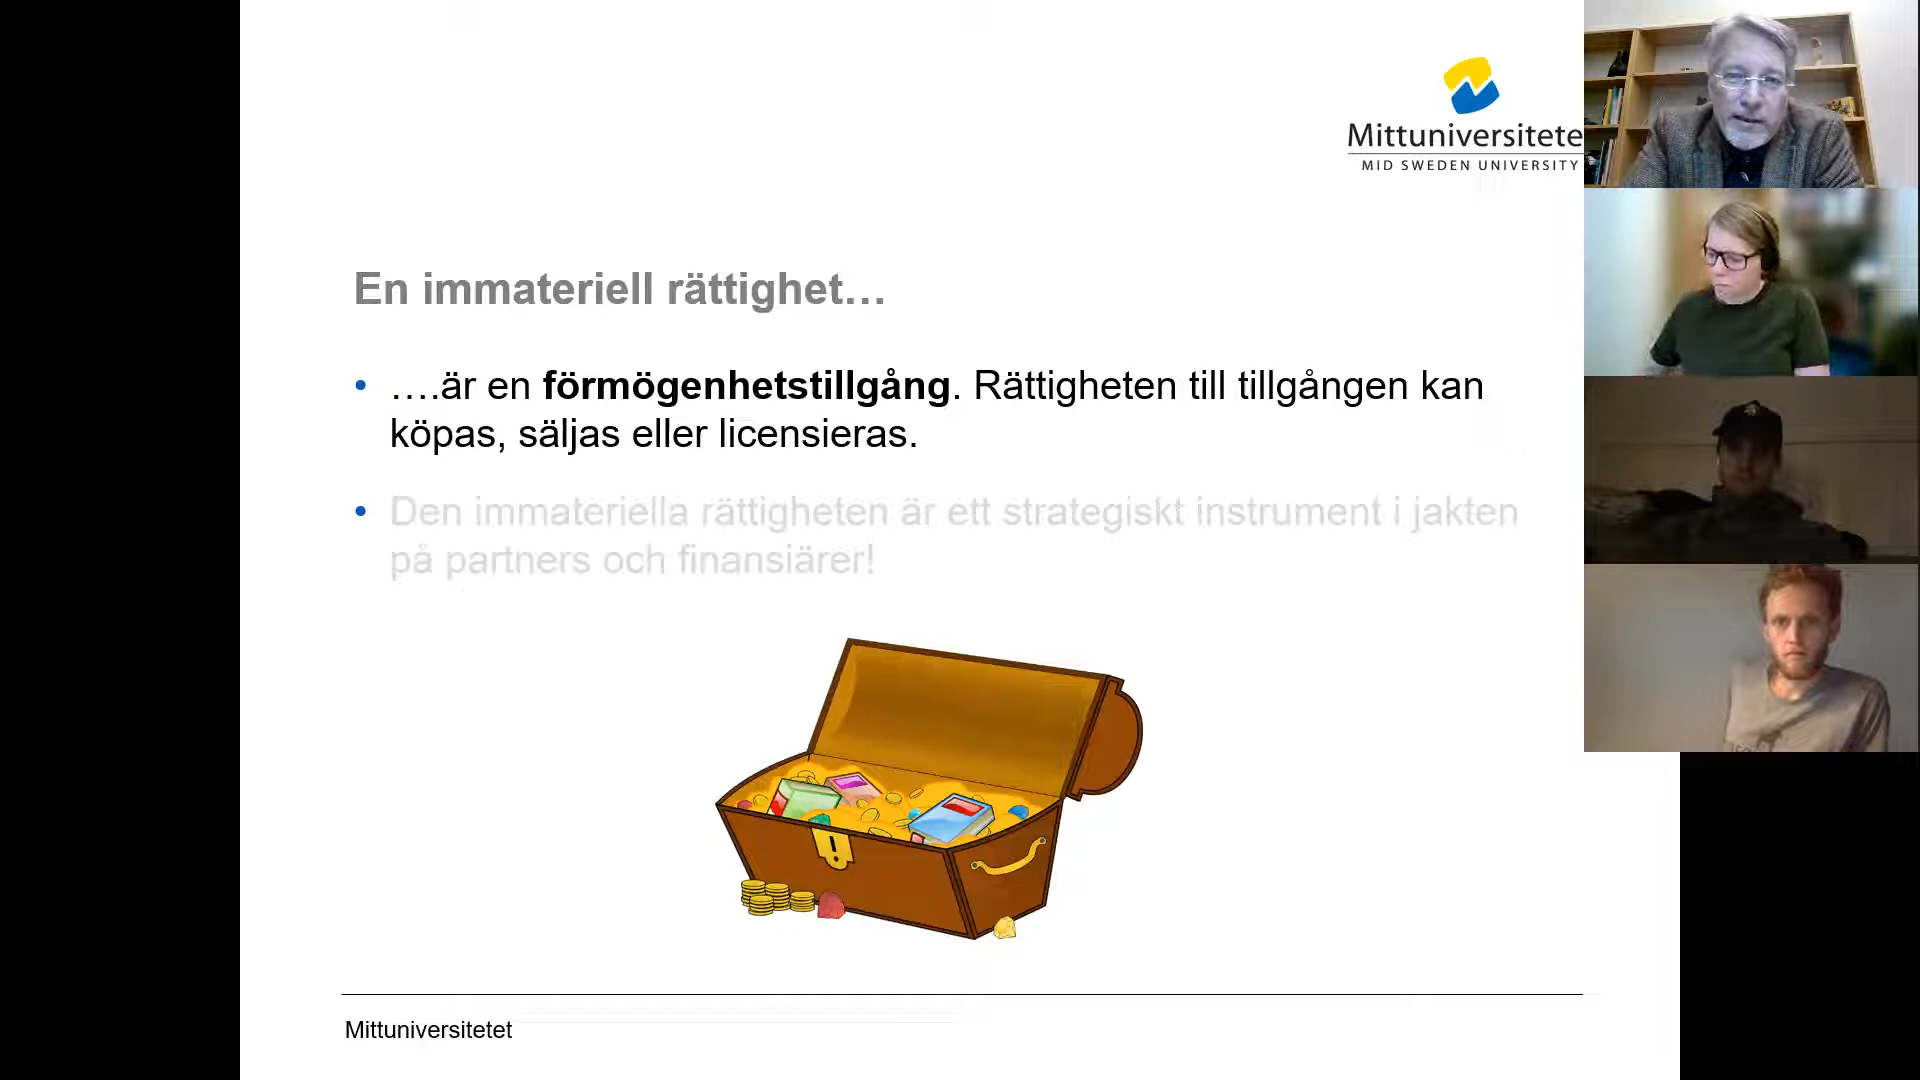 Mittuniversitete
MID SWEDEN UNIVERSITY
En immateriell rättighet…
• ….är en förmögenhetstillgång. Rättigheten till tillgången kan
köpas, säljas eller licensieras.
• Den immateriella rättigheten är ett strategiskt instrument i jakten
på partners och finansiärer!
Mittuniversitetet